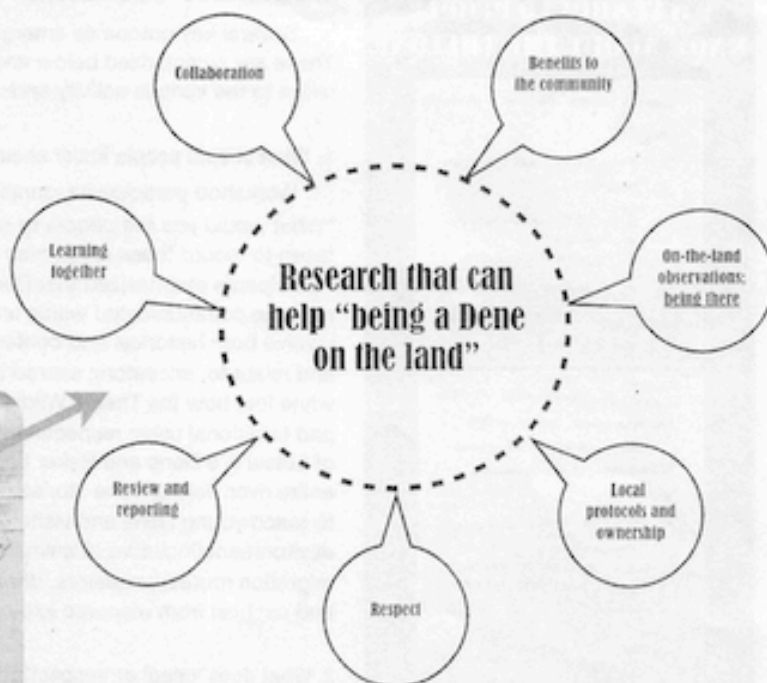 Collaboration
Benefits to
the community
Learning
together
Research that can
help "being a Dene
on the land"
On-the-land
observations:
being there
Review and
reporting
Local
protocols and
ownership
Respect